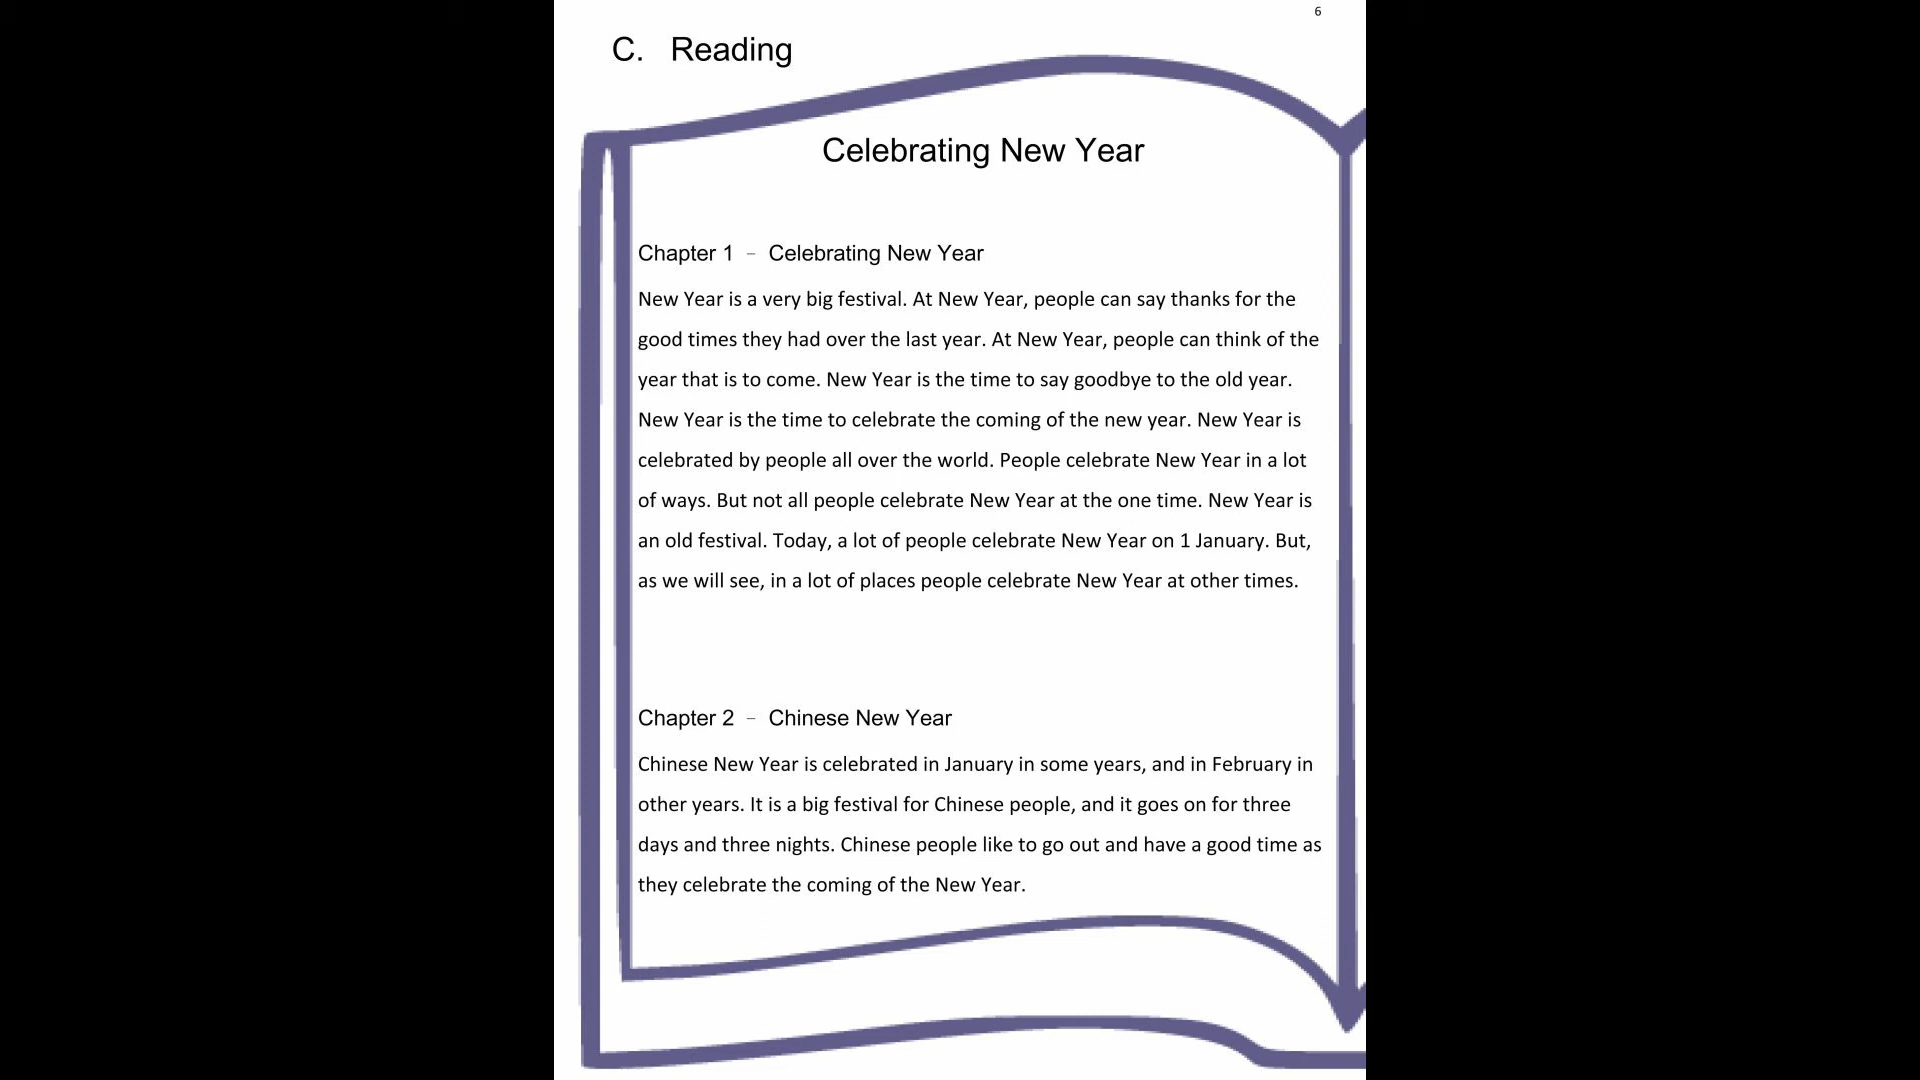 6
C. Reading
Celebrating New Year
Chapter 1 – Celebrating New Year
New Year is a very big festival. At New Year, people can say thanks for the
good times they had over the last year. At New Year, people can think of the
year that is to come. New Year is the time to say goodbye to the old year.
New Year is the time to celebrate the coming of the new year. New Year is
celebrated by people all over the world. People celebrate New Year in a lot
of ways. But not all people celebrate New Year at the one time. New Year is
an old festival. Today, a lot of people celebrate New Year on 1 January. But,
as we will see, in a lot of places people celebrate New Year at other times.
Chapter 2 – Chinese New Year
Chinese New Year is celebrated in January in some years, and in February in
other years. It is a big festival for Chinese people, and it goes on for three
days and three nights. Chinese people like to go out and have a good time as
they celebrate the coming of the New Year.